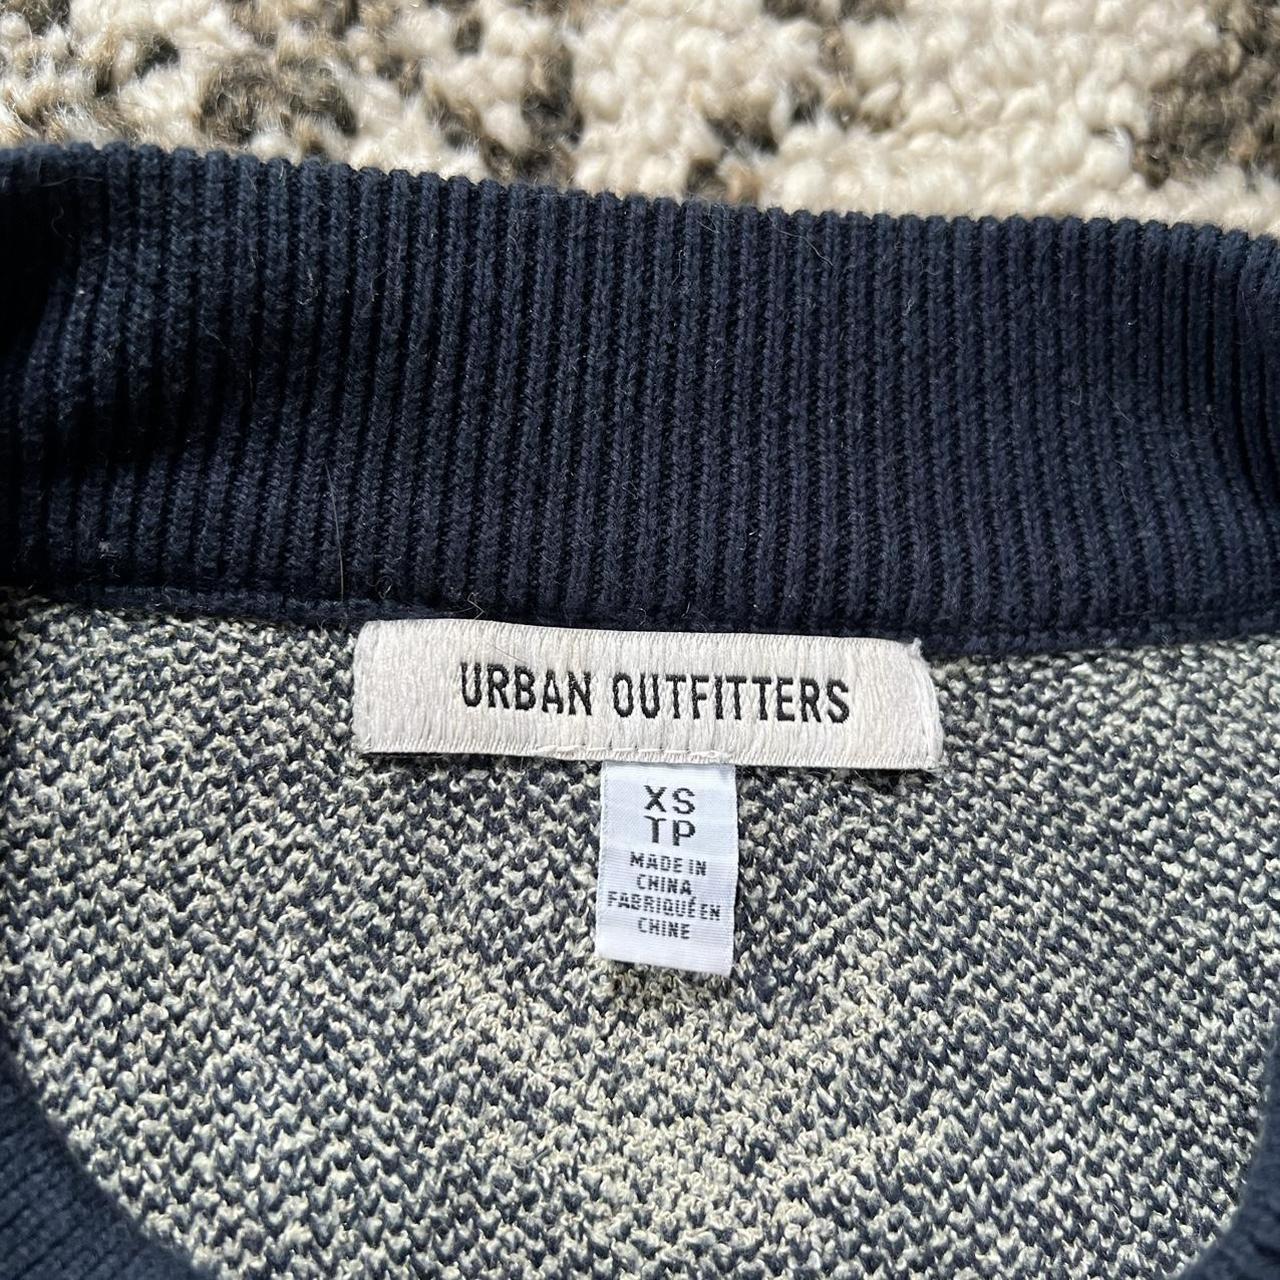 URBAN OUTFITTERS
XS
TP
MADE IN
CHINA
FABRIQUÉ EN
CHINE